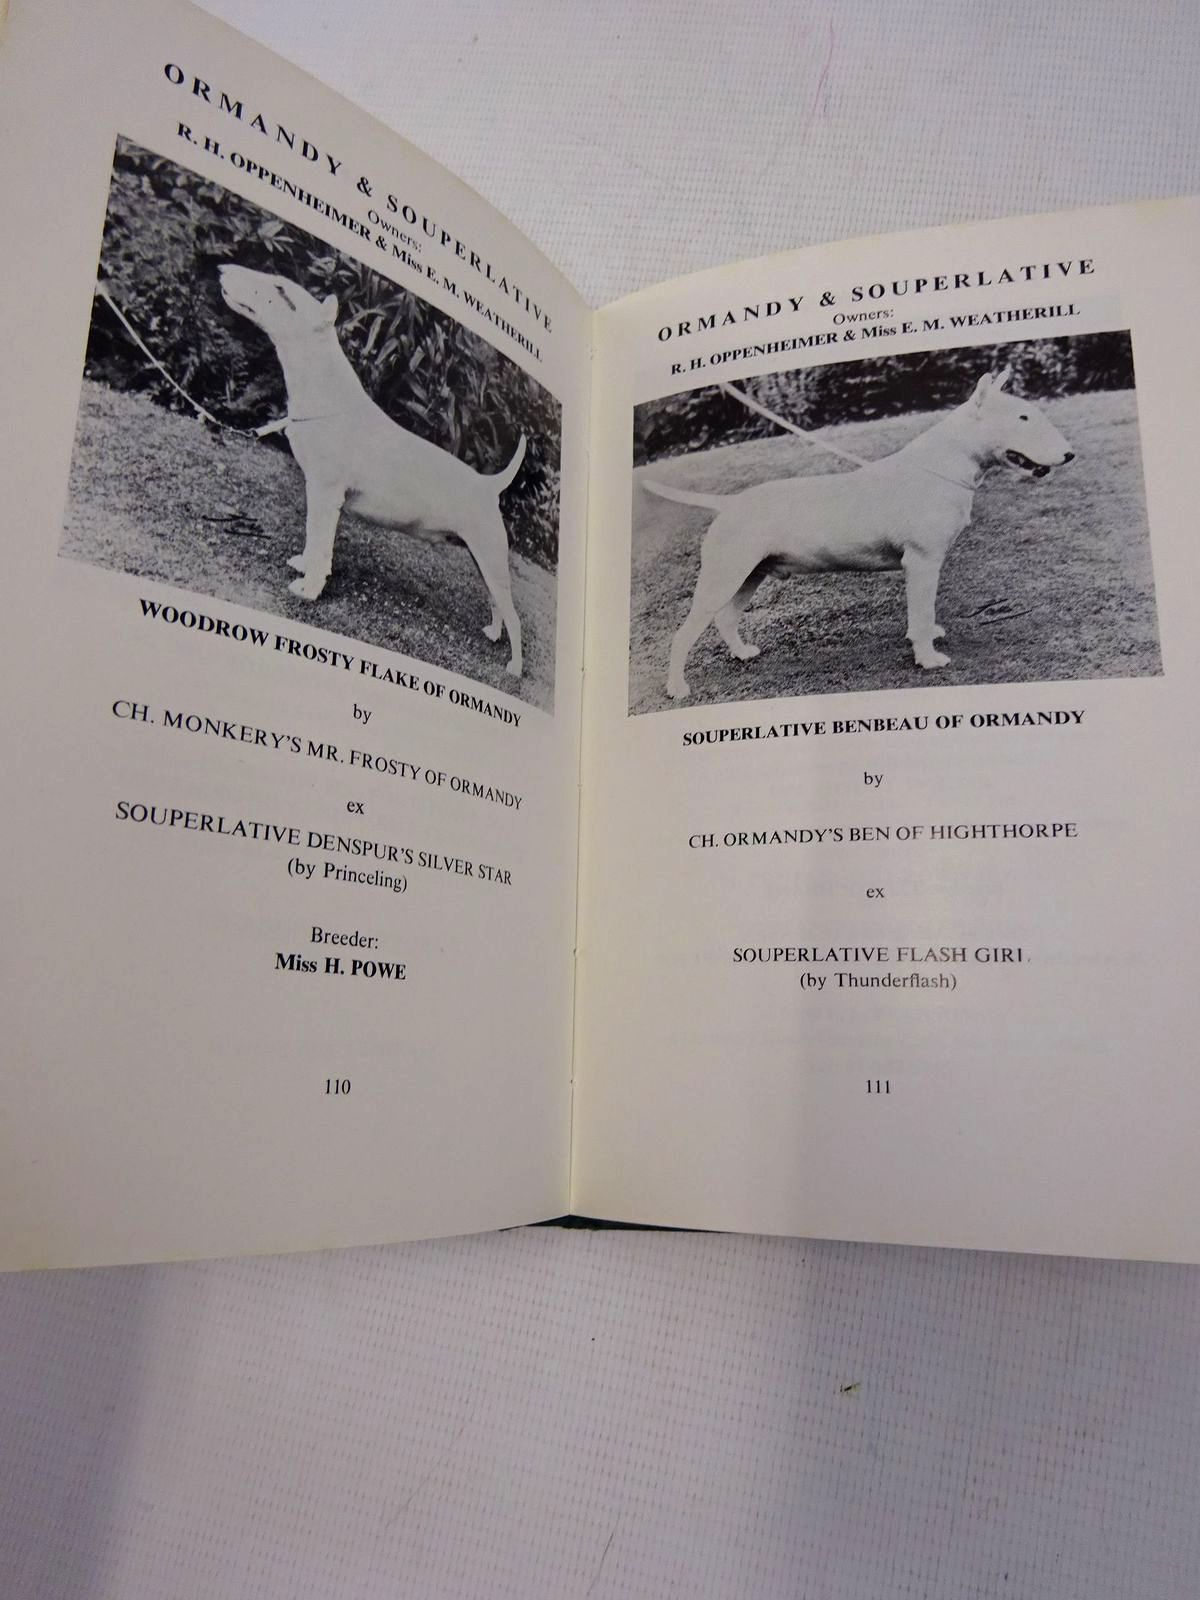 ORMANDY & SOUPERLATIVE
Owners:
R. H. OPPENHEIMER & Miss E. M. WEATHERILL
WOODROW FROSTY FLAKE OF ORMANDY
by
CH. MONKERY'S MR. FROSTY OF ORMANDY
ex
SOUPERLATIVE DENSPUR'S SILVER STAR
(by Princeling)
Breeder:
Miss H. POWE
110
ORMANDY & SOUPERLATIVE
Owners:
R. H. OPPENHEIMER & Miss E. M. WEATHERILL
SOUPERLATIVE BENBEAU OF ORMANDY
by
CH. ORMANDY'S BEN OF HIGHTHORPE
ex
SOUPERLATIVE FLASH GIRL
(by Thunderflash)
111